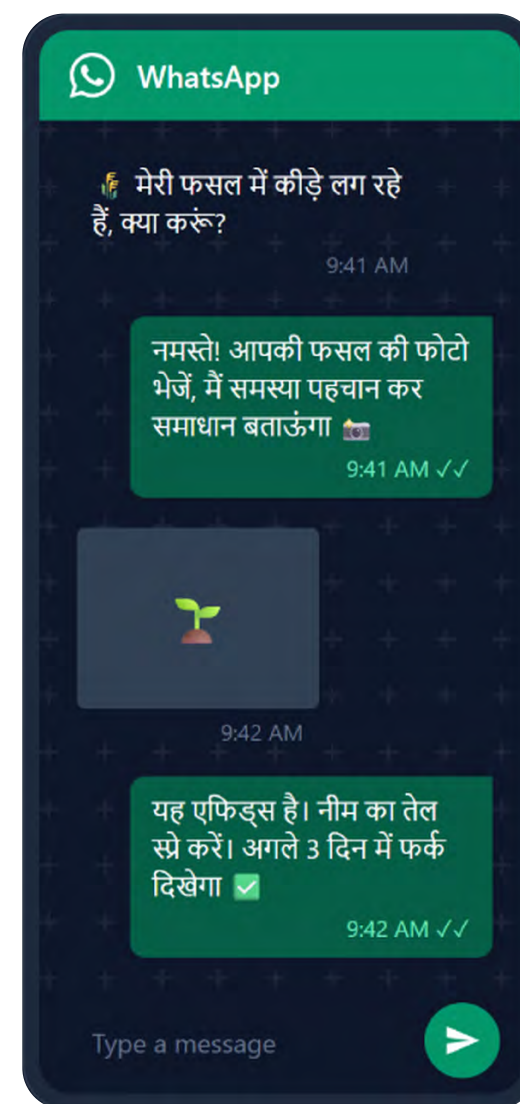 WhatsApp
🌾 मेरी फसल में कीड़े लग रहे
हैं, क्या करूं?
9:41 AM
नमस्ते! आपकी फसल की फोटो
भेजें, मैं समस्या पहचान कर
समाधान बताऊंगा 📷
9:41 AM ✓✓
9:42 AM
यह एफिड्स है। नीम का तेल
स्प्रे करें। अगले 3 दिन में फर्क
दिखेगा ✅
9:42 AM ✓✓
Type a message